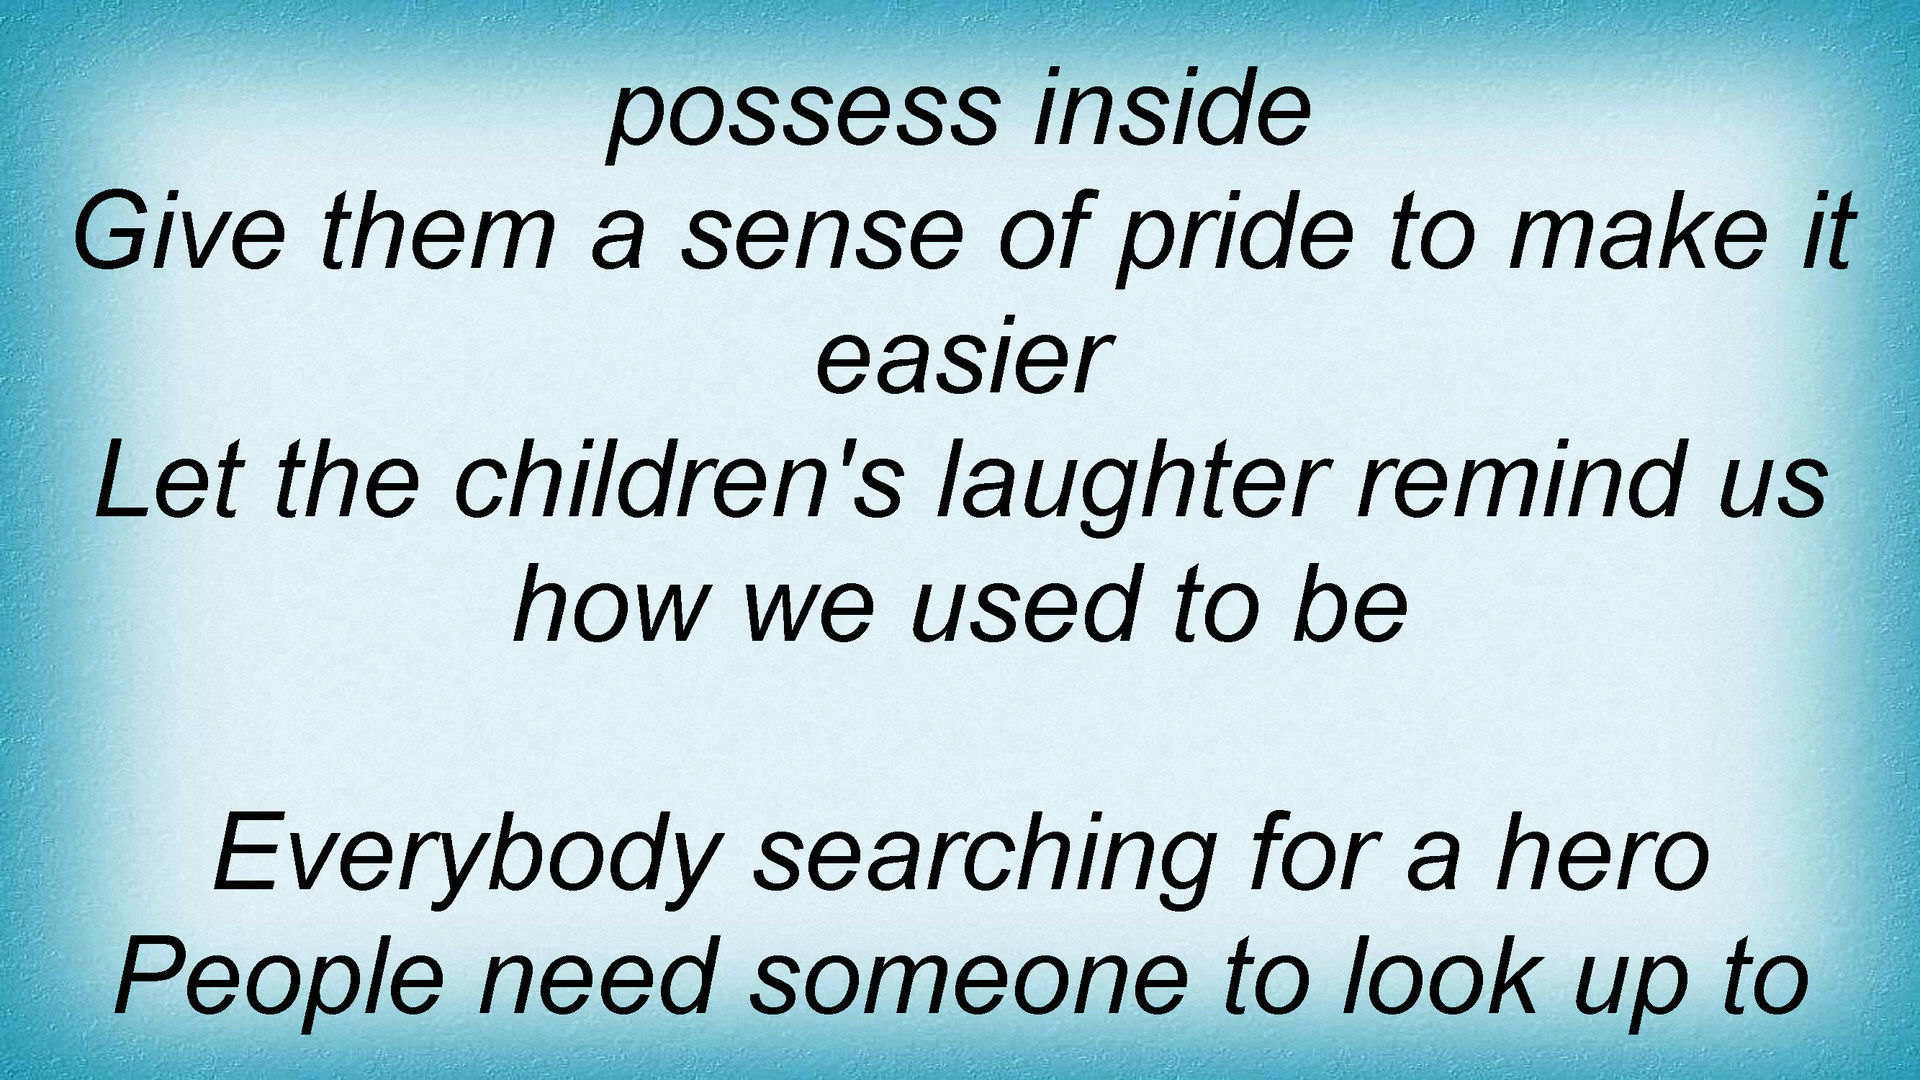 possess inside
Give them a sense of pride to make it
easier
Let the children's laughter remind us
how we used to be
Everybody searching for a hero
People need someone to look up to